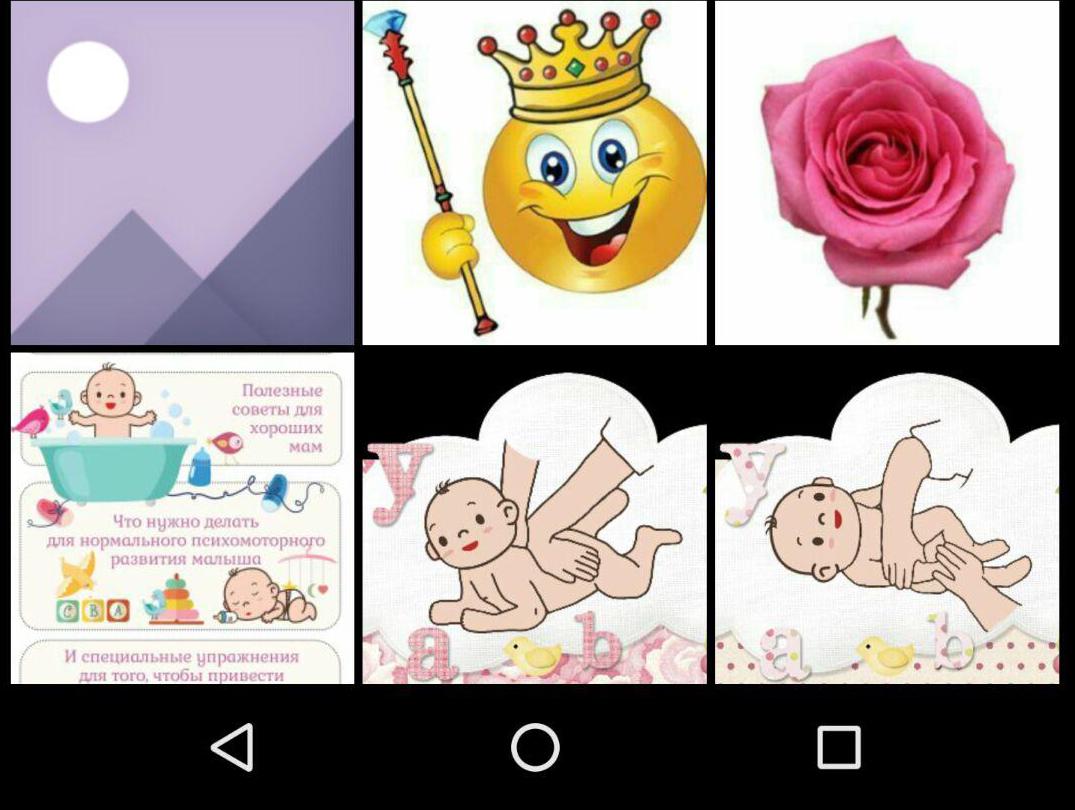 Полезные
советы для
хороших
мам
Что нужно делать
для нормального психомоторного
развития малыша
C B A
И специальные упражнения
для того, чтобы привести
y
a b
y
a b